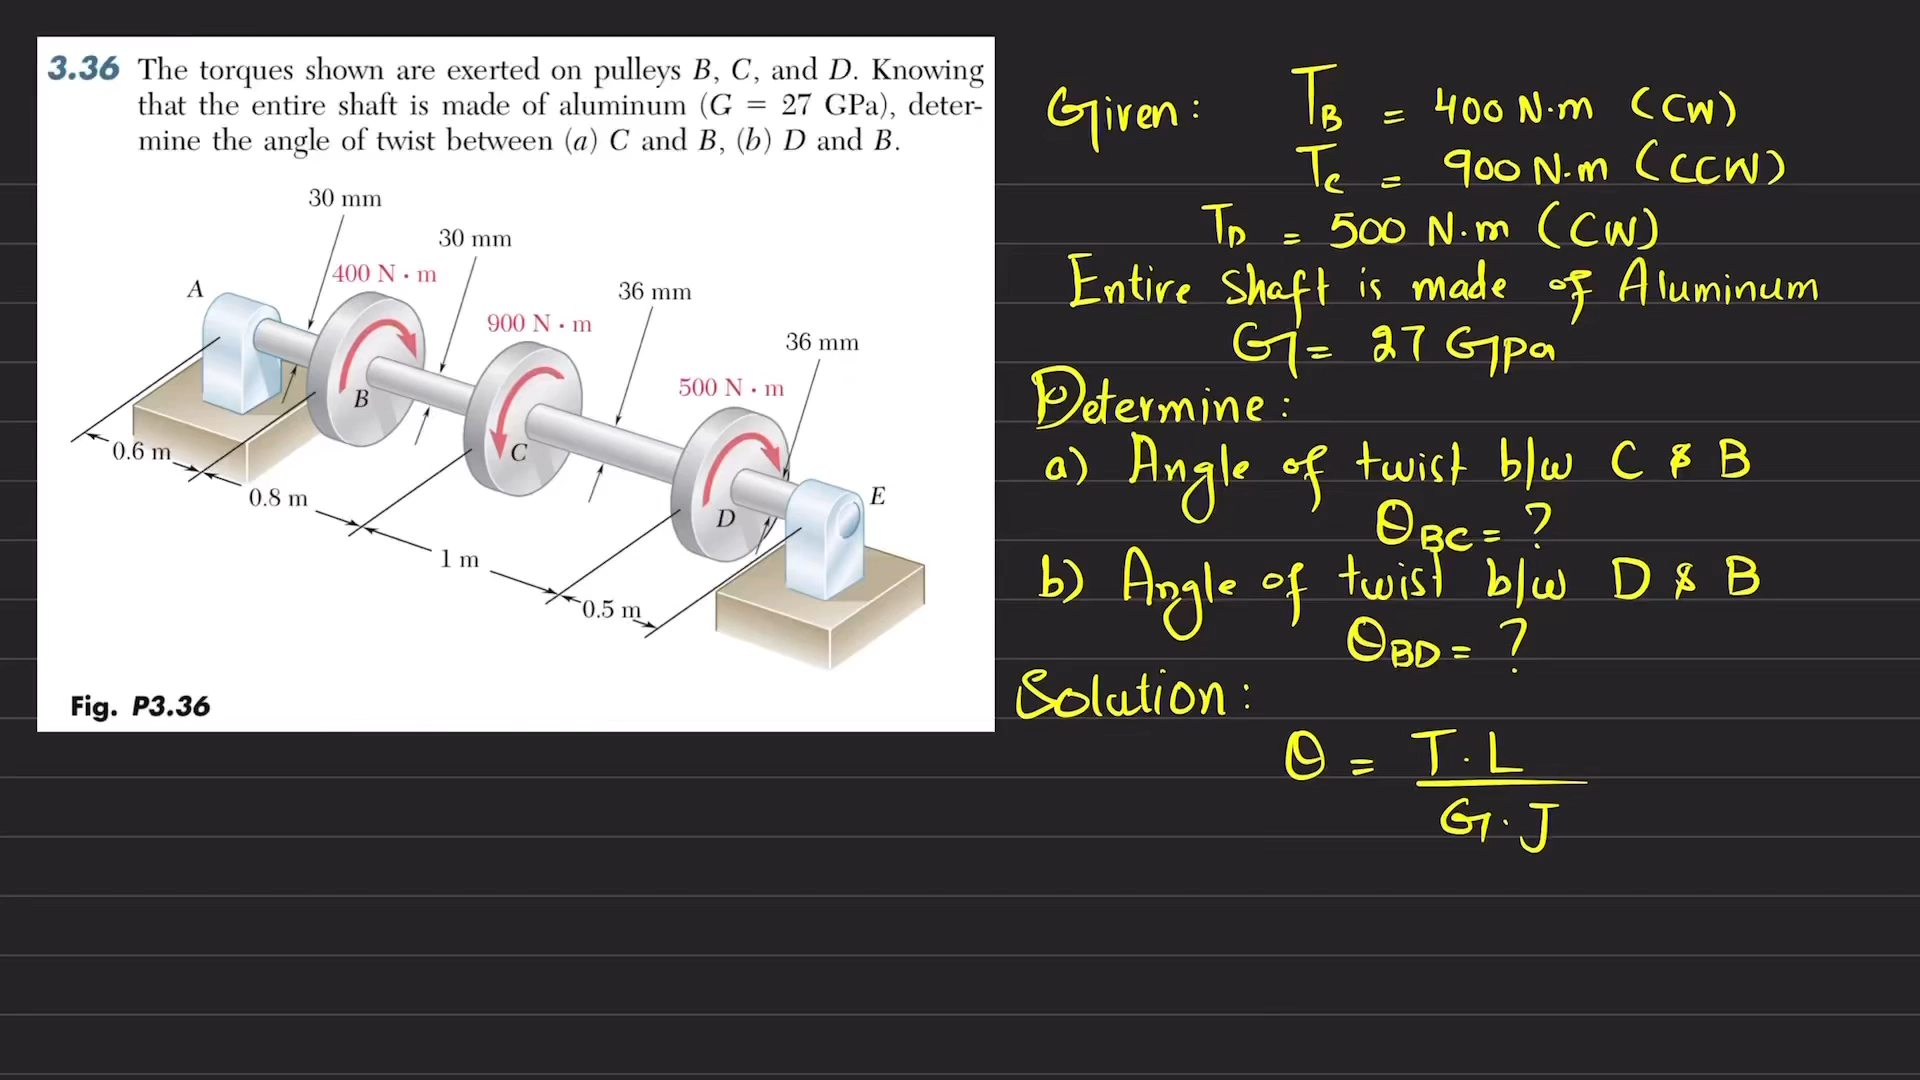 3.36 The torques shown are exerted on pulleys B, C, and D. Knowing
that the entire shaft is made of aluminum (G = 27 GPa), deter-
mine the angle of twist between (a) C and B, (b) D and B.
30 mm
30 mm
400 N · m
A
36 mm
900 N · m
36 mm
500 N · m
B
C
0.6 m
E
0.8 m
D
1 m
0.5 m
Fig. P3.36
Given: T_B = 400 N·m (CW)
T_C = 900 N·m (CCW)
T_D = 500 N·m (CW)
Entire shaft is made of Aluminum
G = 27 Gpa
Determine:
a) Angle of twist b/w C & B
θ_BC = ?
b) Angle of twist b/w D & B
θ_BD = ?
Solution:
θ = T·L
G·J